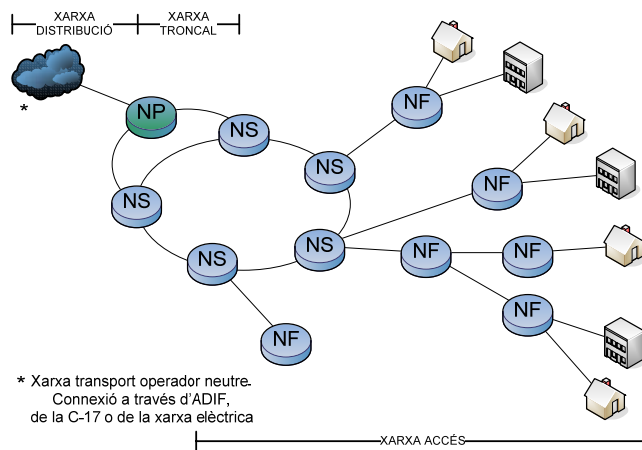 XARXA
DISTRIBUCIÓ
XARXA
TRONCAL
*
NP
NS
NS
NS
NS
NS
NF
NF
NF
NF
NF
NF
* Xarxa transport operador neutre-
Connexió a través d'ADIF,
de la C-17 o de la xarxa elèctrica
XARXA ACCÉS